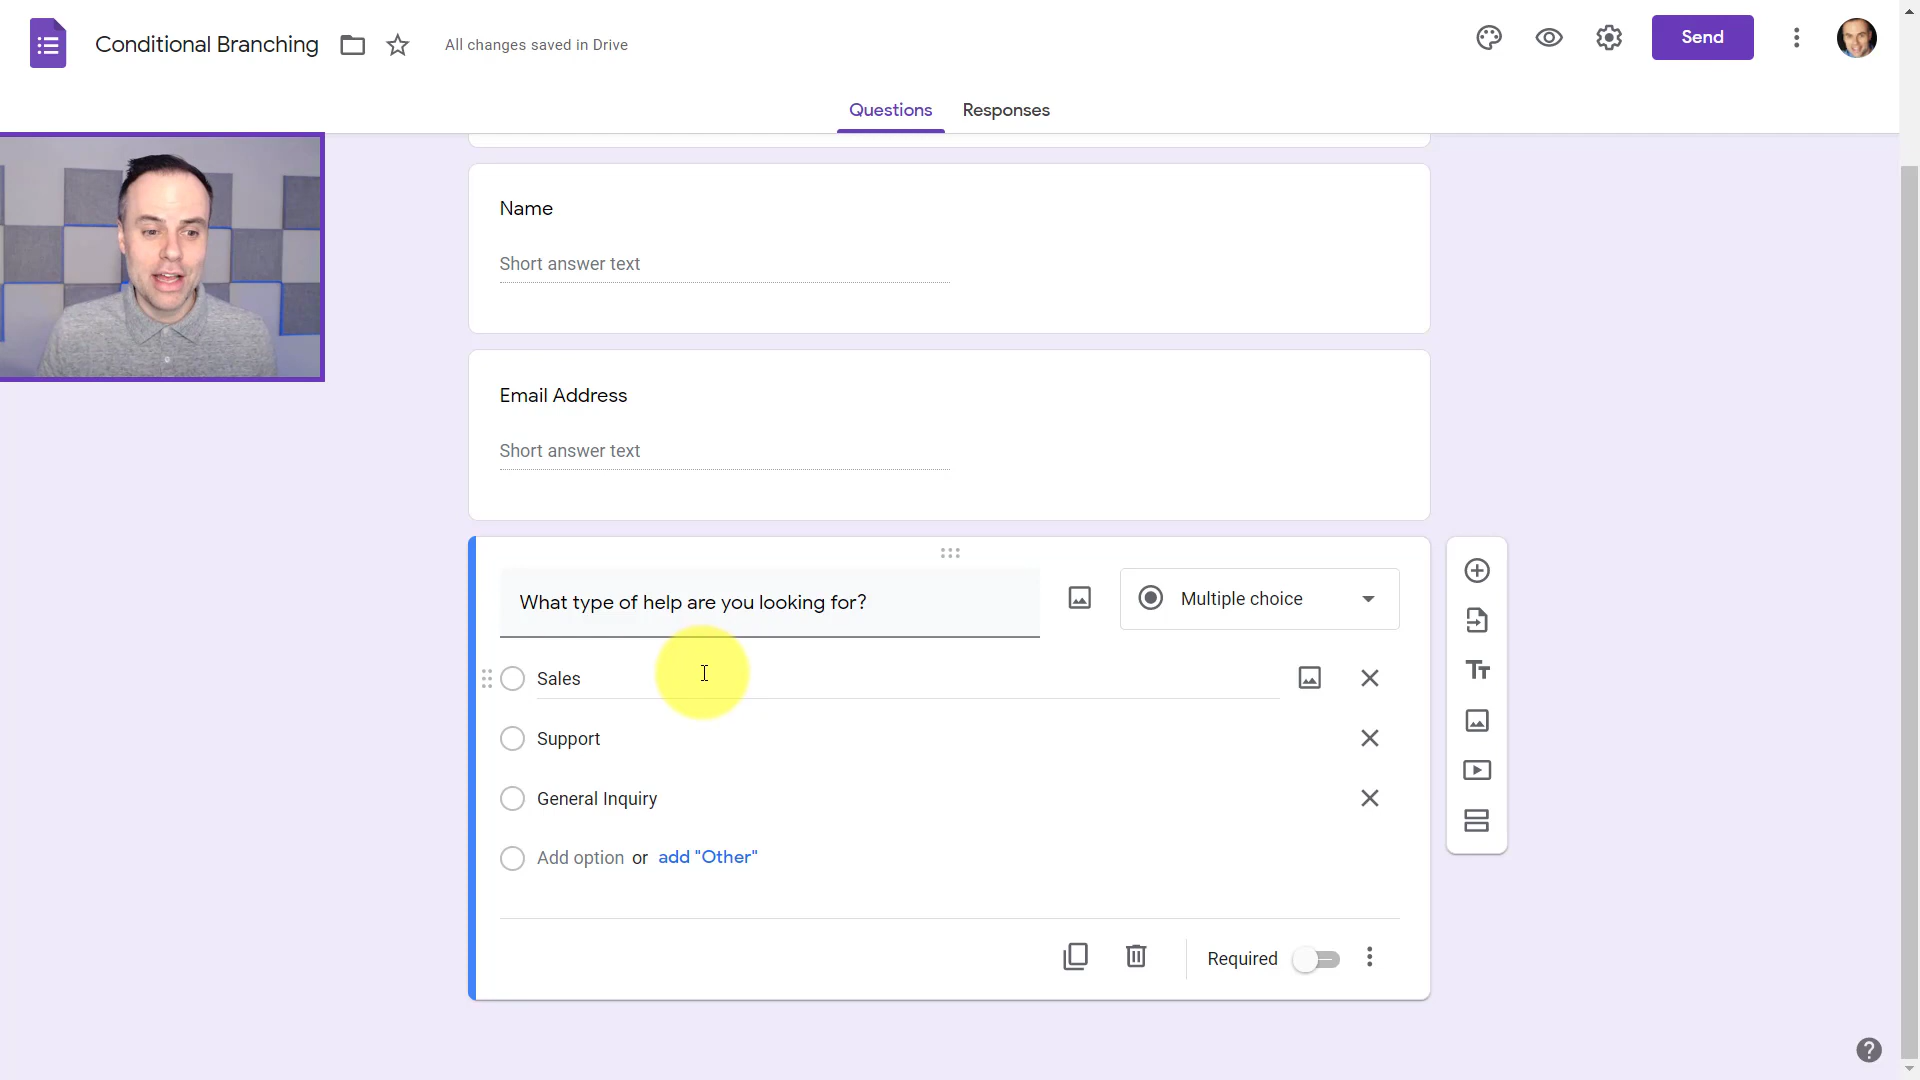 Conditional Branching
All changes saved in Drive
Send
Questions
Responses
Name
Short answer text
Email Address
Short answer text
What type of help are you looking for?
Multiple choice
Sales
Support
General Inquiry
Add option or add "Other"
Required